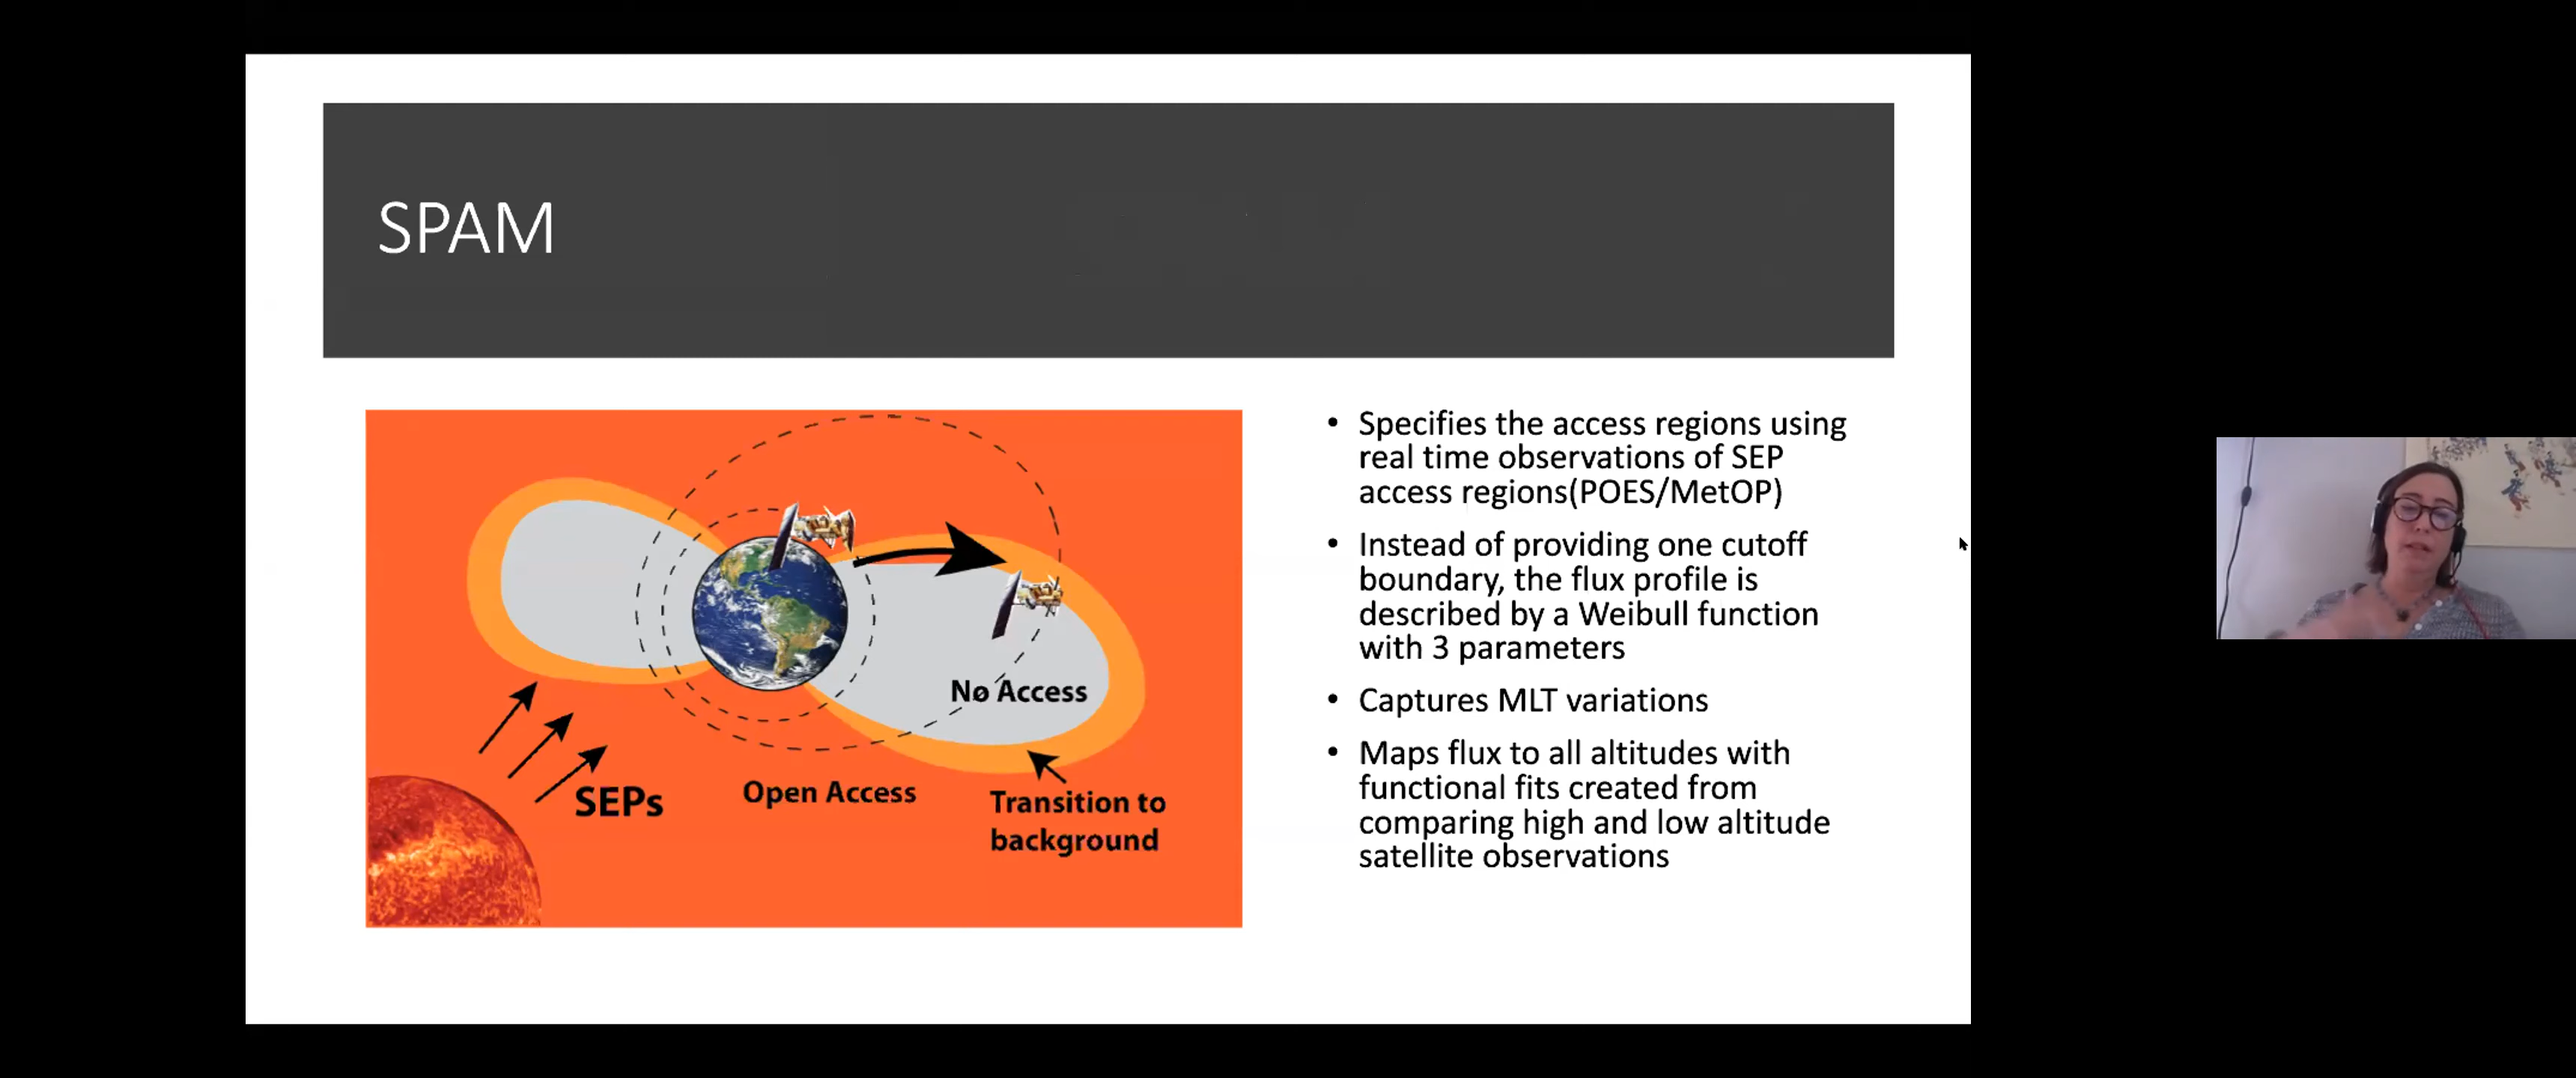 SPAM
No Access
SEPs
Open Access
Transition to
background
• Specifies the access regions using
real time observations of SEP
access regions(POES/MetOP)
• Instead of providing one cutoff
boundary, the flux profile is
described by a Weibull function
with 3 parameters
• Captures MLT variations
• Maps flux to all altitudes with
functional fits created from
comparing high and low altitude
satellite observations